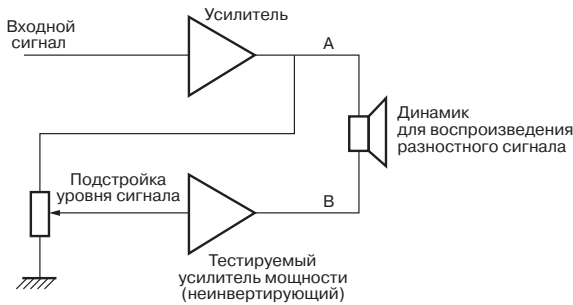 Усилитель
Входной
сигнал
А
Динамик
для воспроизведения
разностного сигнала
Подстройка
уровня сигнала
В
Тестируемый
усилитель мощности
(неинвертирующий)